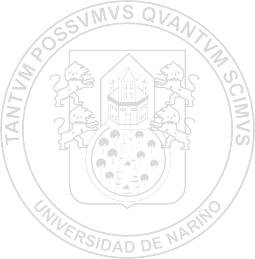 TANTVM POSSVMVS QVANTVM SCIMVS
UNIVERSIDAD DE NARIÑO